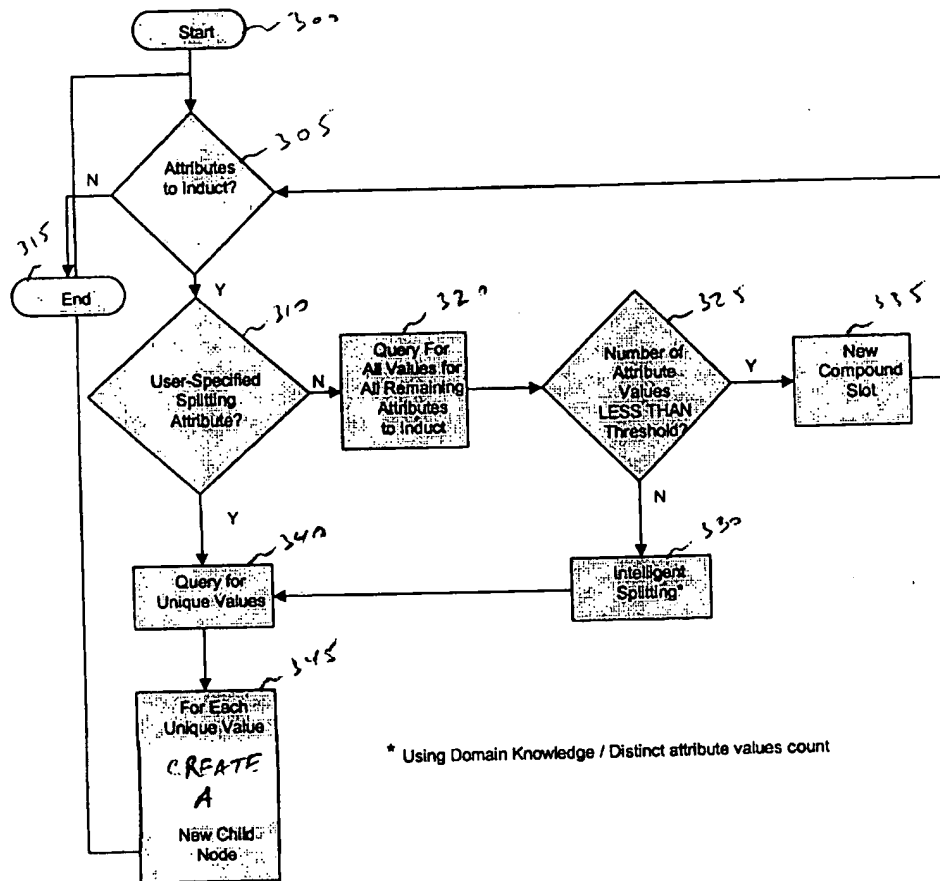 Start
300
305
Attributes
to Induct?
N
Y
315
End
310
User-Specified
Splitting
Attribute?
N
Y
320
Query For
All Values for
All Remaining
Attributes
to Induct
325
Number of
Attribute
Values
LESS THAN
Threshold?
Y
N
335
New
Compound
Slot
330
Intelligent
Splitting*
340
Query for
Unique Values
345
For Each
Unique Value
CREATE
A
New Child
Node
* Using Domain Knowledge / Distinct attribute values count